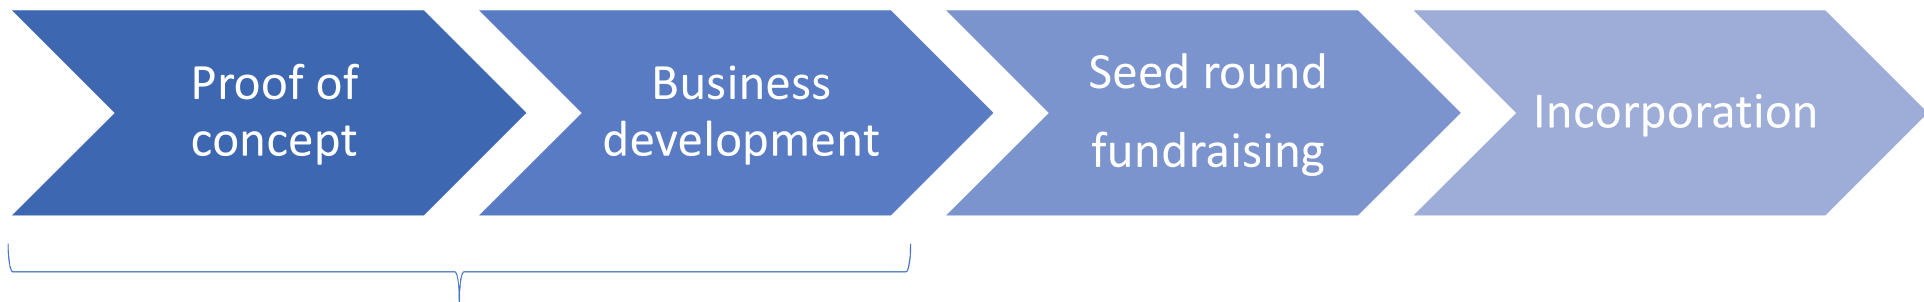 Proof of
concept
Business
development
Seed round
fundraising
Incorporation